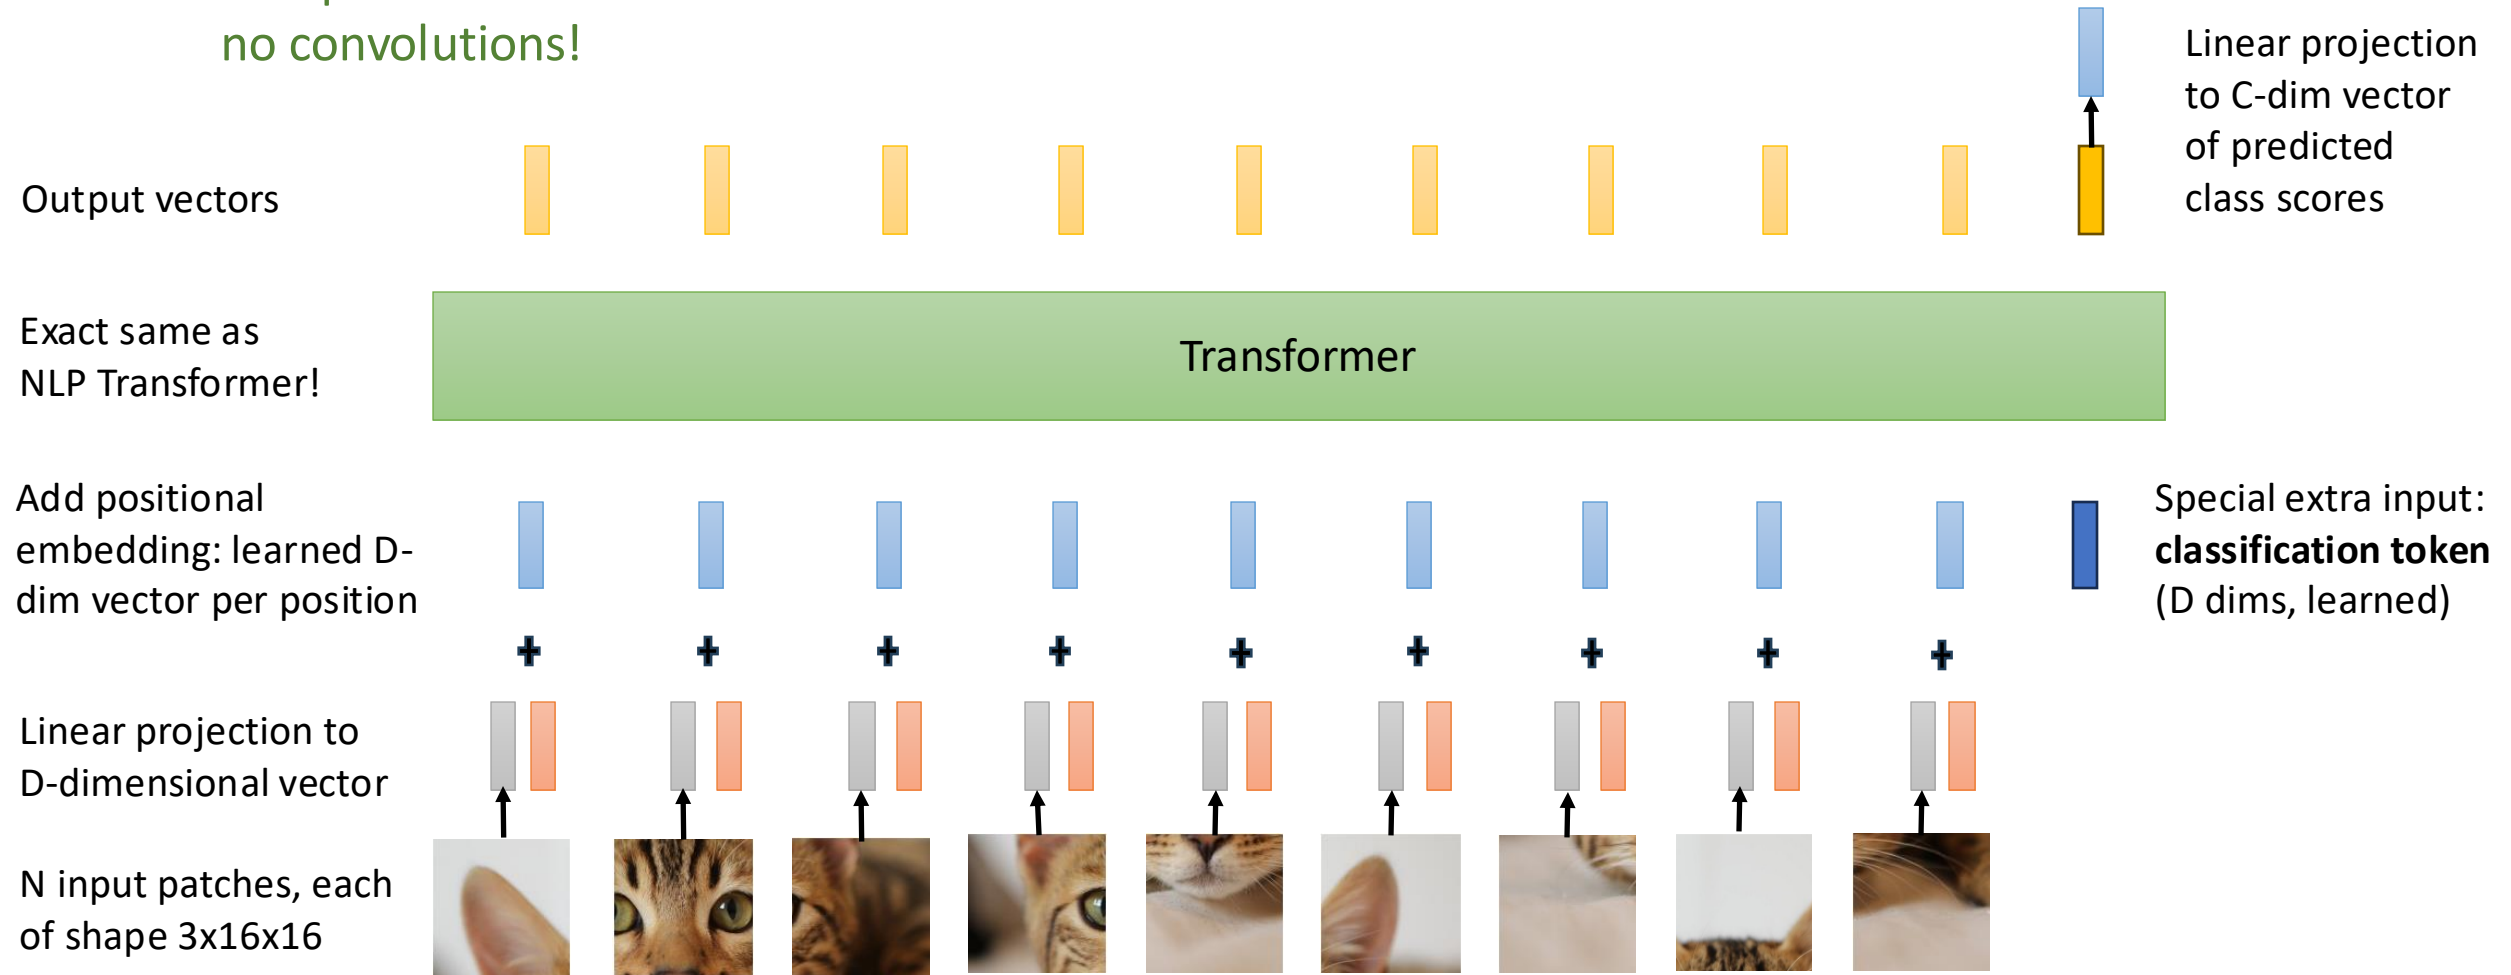 no convolutions!
Linear projection
to C-dim vector
of predicted
class scores
Output vectors
Exact same as
NLP Transformer!
Transformer
Add positional
embedding: learned D-
dim vector per position
Special extra input:
classification token
(D dims, learned)
+ + + + + + + + +
Linear projection to
D-dimensional vector
N input patches, each
of shape 3x16x16